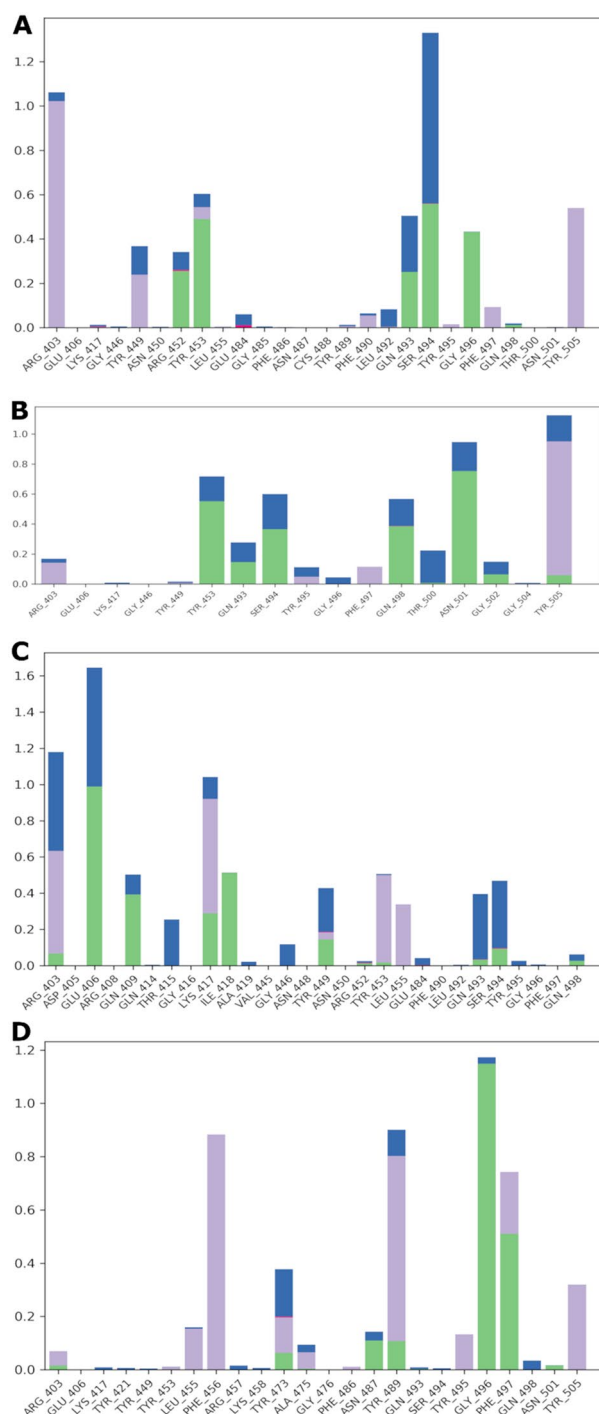 A
1.2
1.0
0.8
0.6
0.4
0.2
0.0
ARG_403
GLU_406
LYS_417
GLY_446
TYR_449
ASN_450
ARG_452
TYR_453
LEU_455
GLU_484
GLY_485
PHE_486
ASN_487
CYS_488
TYR_489
PHE_490
LEU_492
GLN_493
SER_494
TYR_495
GLY_496
PHE_497
GLN_498
THR_500
ASN_501
TYR_505
B
1.0
0.8
0.6
0.4
0.2
0.0
ARG_403
GLU_406
LYS_417
GLY_446
TYR_449
TYR_453
GLN_493
SER_494
TYR_495
GLY_496
PHE_497
GLN_498
THR_500
ASN_501
GLY_502
GLY_504
TYR_505
C
1.6
1.4
1.2
1.0
0.8
0.6
0.4
0.2
0.0
ARG_403
ASP_405
GLU_406
ARG_408
GLN_409
GLN_414
THR_415
GLY_416
LYS_417
ILE_418
ALA_419
VAL_445
GLY_446
ASN_448
TYR_449
ASN_450
ARG_452
TYR_453
LEU_455
GLU_484
PHE_490
LEU_492
GLN_493
SER_494
TYR_495
GLY_496
PHE_497
GLN_498
D
1.2
1.0
0.8
0.6
0.4
0.2
0.0
ARG_403
GLU_406
LYS_417
TYR_421
TYR_449
TYR_453
LEU_455
PHE_456
ARG_457
LYS_458
TYR_473
ALA_475
GLY_476
PHE_486
ASN_487
TYR_489
GLN_493
SER_494
TYR_495
GLY_496
PHE_497
GLN_498
ASN_501
TYR_505